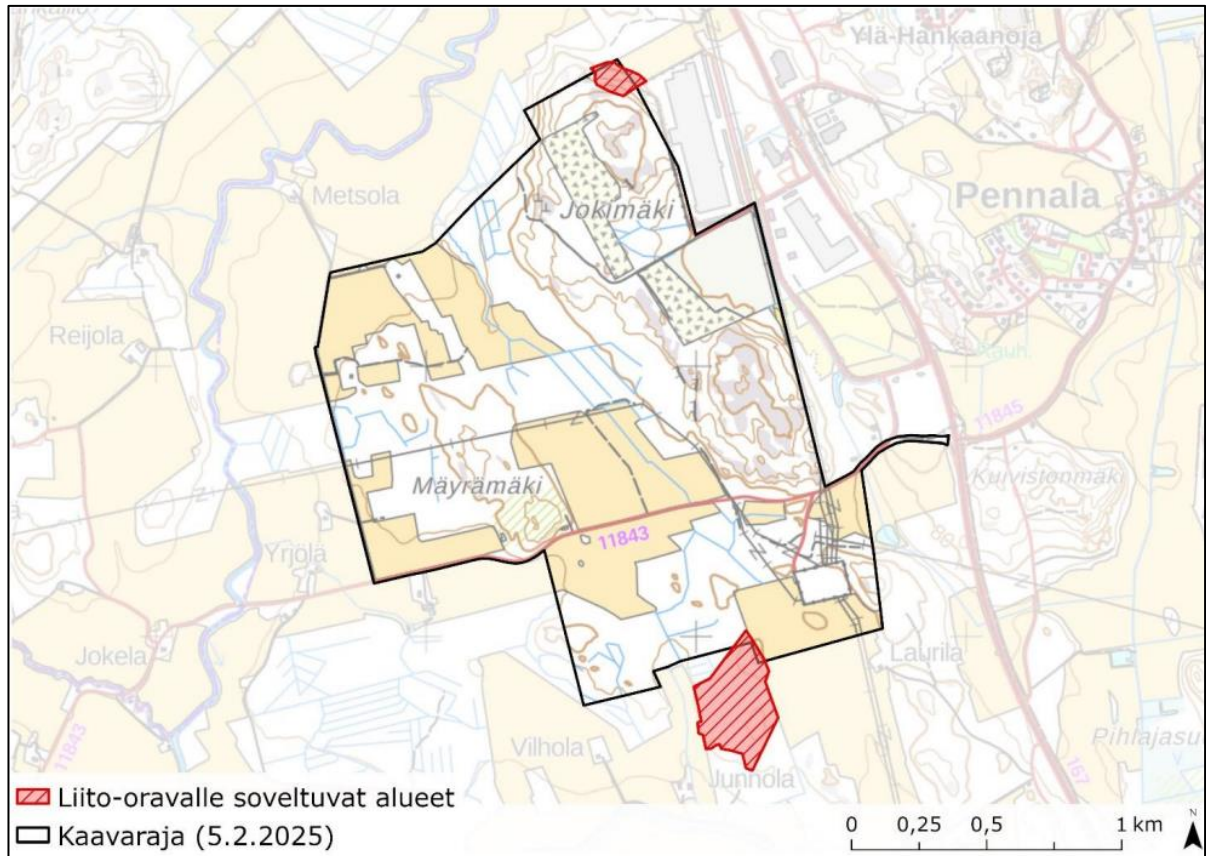 Ylä-Hankaanoja
Metsola
Pennala
Jokimäki
Reijola
11845
Kuivistonmäki
Mäyrämäki
11843
Yrjölä
Jokela
Laurila
Vilhola
Pihlajasu
11843
Junnola
167
Liito-oravalle soveltuvat alueet
Kaavaraja (5.2.2025)
0 0,25 0,5 1 km
N